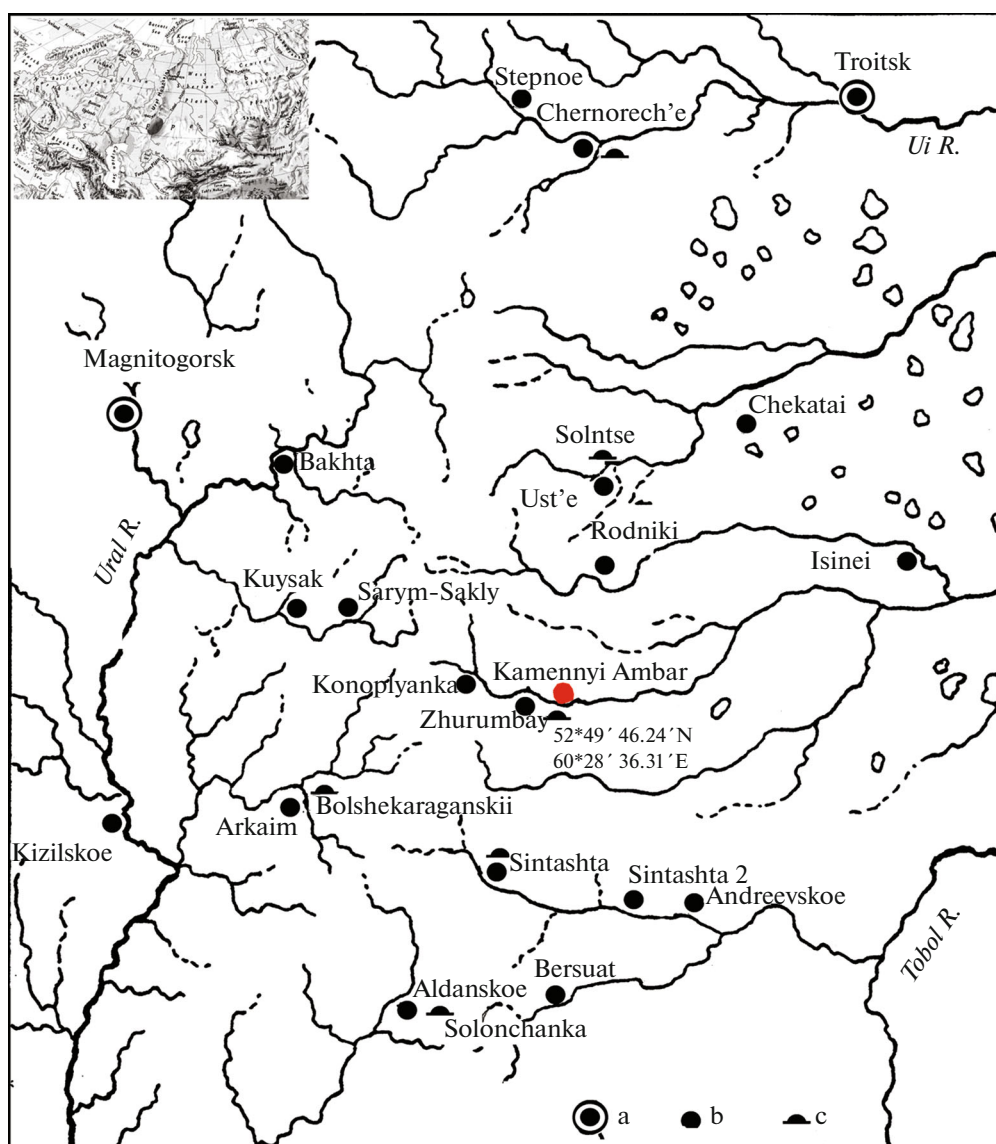 Stepnoe
Troitsk
Chernorech'e
Ui R.
Magnitogorsk
Chekatai
Solntse
Bakhta
Ust'e
Ural R.
Rodniki
Isinei
Kuysak
Sarym-Sakly
Kamennyi Ambar
Konoplyanka
Zhurumbay
52*49´ 46.24´N
60*28´ 36.31´E
Bolshekaraganskii
Arkaim
Kizilskoe
Sintashta
Sintashta 2
Andreevskoe
Tobol R.
Bersuat
Aldanskoe
Solonchanka
a b c